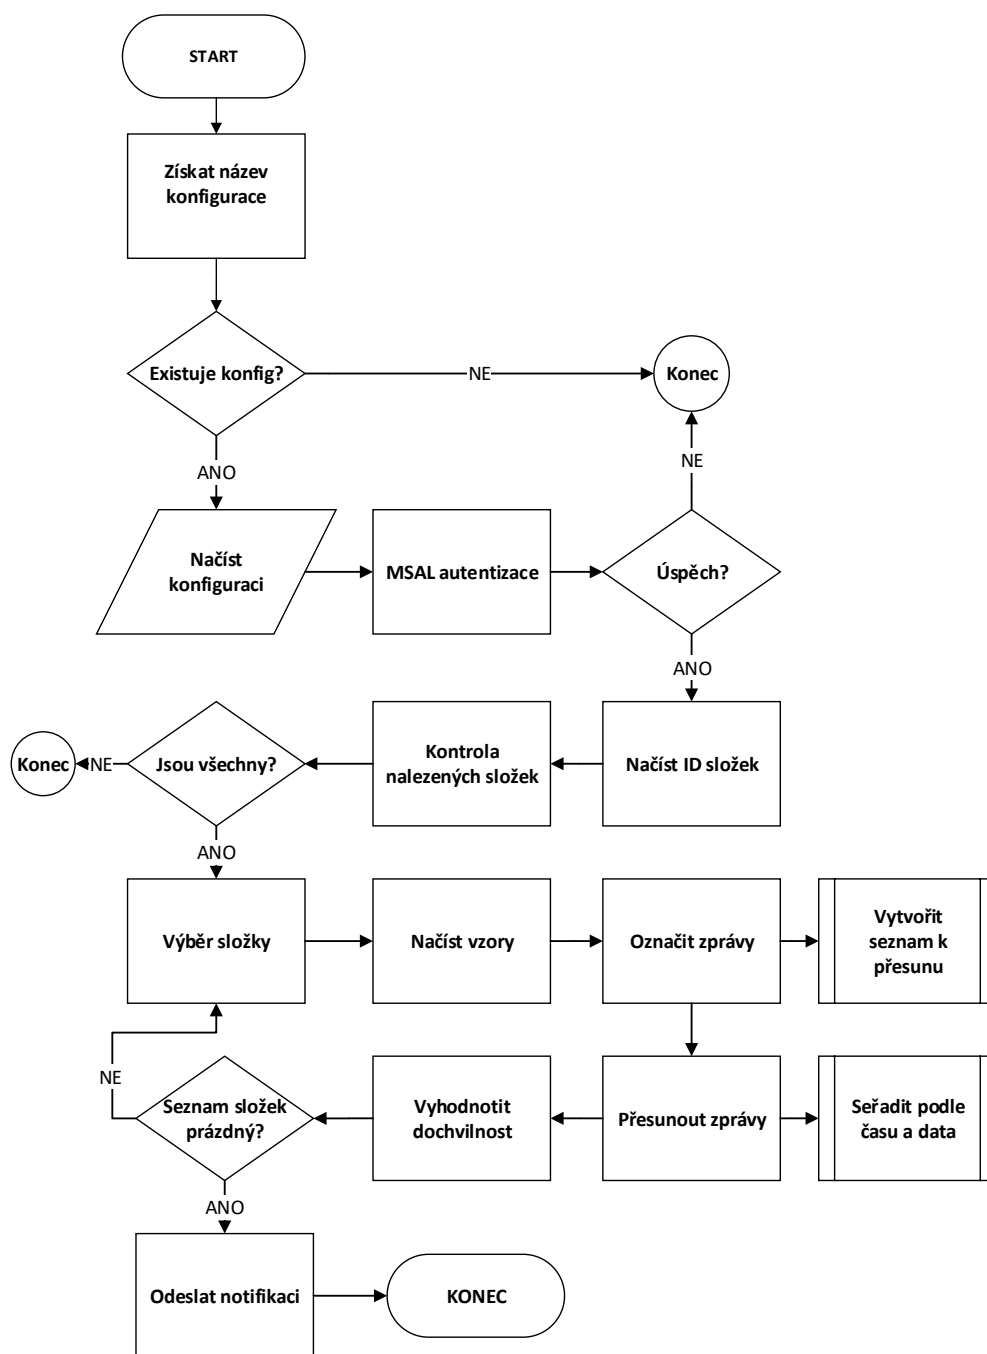 START
Získat název
konfigurace
Existuje konfig?
NE
Konec
ANO
NE
Načíst
konfiguraci
MSAL autentizace
Úspěch?
ANO
Konec
NE
Jsou všechny?
Kontrola
nalezených složek
Načíst ID složek
ANO
Výběr složky
Načíst vzory
Označit zprávy
Vytvořit
seznam k
přesunu
NE
Seznam složek
prázdný?
Vyhodnotit
dochvilnost
Přesunout zprávy
Seřadit podle
času a data
ANO
Odeslat notifikaci
KONEC